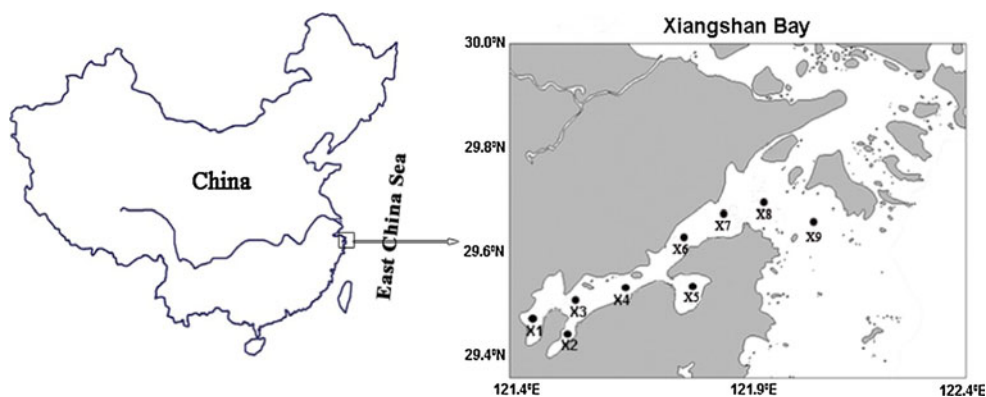 Xiangshan Bay
China
East China Sea
30.0°N
29.8°N
29.6°N
29.4°N
X8
X7
X9
X6
X5
X4
X3
X1
X2
121.4°E
121.9°E
122.4°E